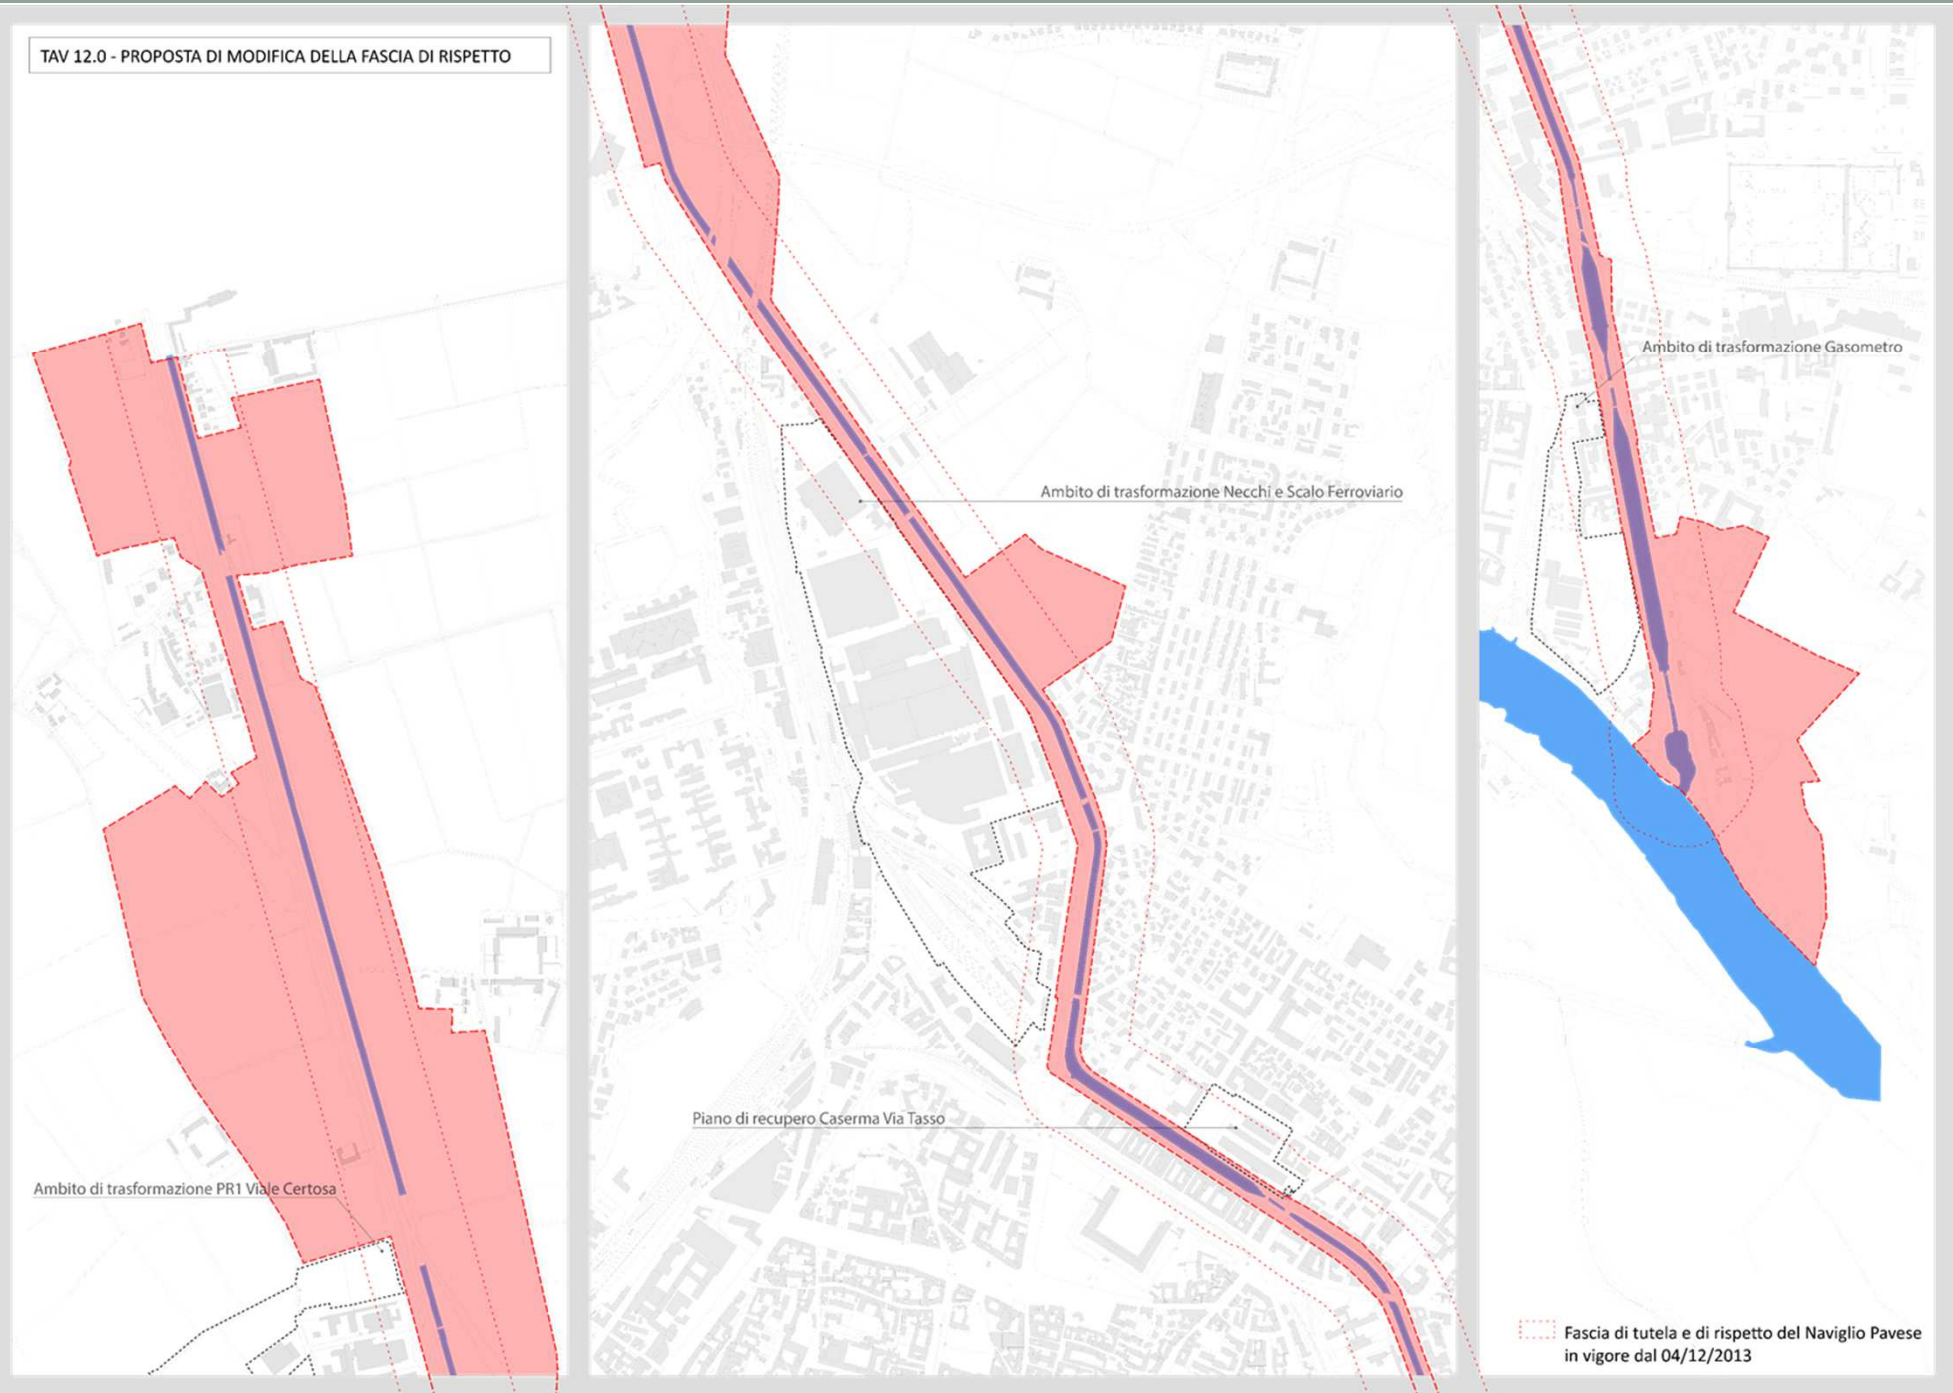 TAV 12.0 - PROPOSTA DI MODIFICA DELLA FASCIA DI RISPETTO
Ambito di trasformazione PR1 Viale Certosa
Ambito di trasformazione Necchi e Scalo Ferroviario
Piano di recupero Caserma Via Tasso
Ambito di trasformazione Gasometro
Fascia di tutela e di rispetto del Naviglio Pavese
in vigore dal 04/12/2013